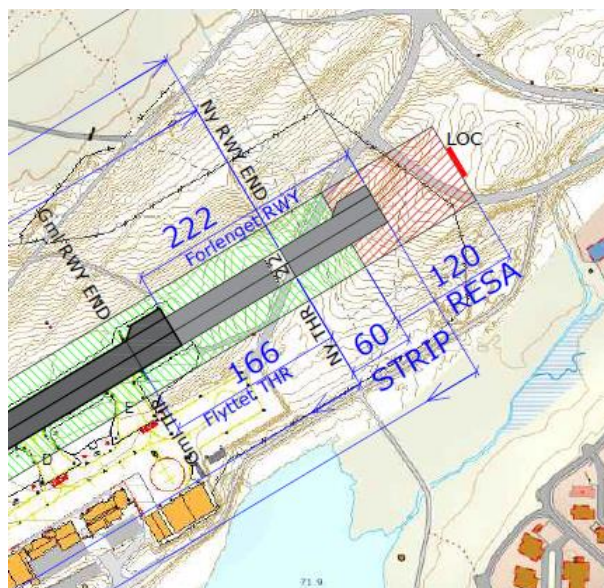 LOC
Ny RWY END
Gml RWY END
222
Forlenget RWY
22
120
RESA
Ny THR
60
STRIP
166
Flyttet THR
Gml THR
E
D
71.9